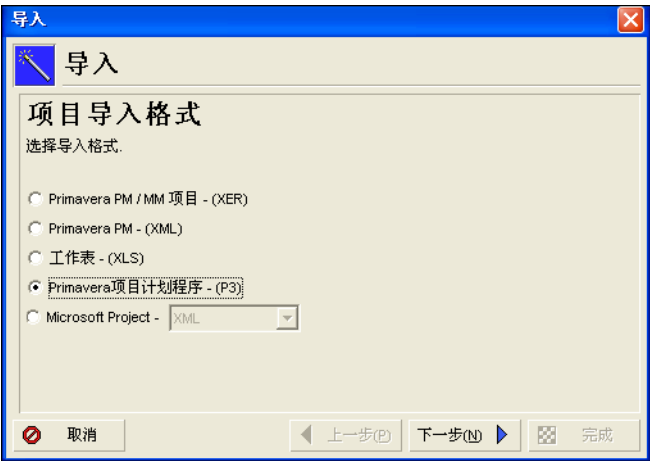 导入
导入
项目导入格式
选择导入格式.
Primavera PM / MM 项目 - (XER)
Primavera PM - (XML)
工作表 - (XLS)
Primavera项目计划程序 - (P3)
Microsoft Project - XML
取消 上一步(P) 下一步(N) 完成